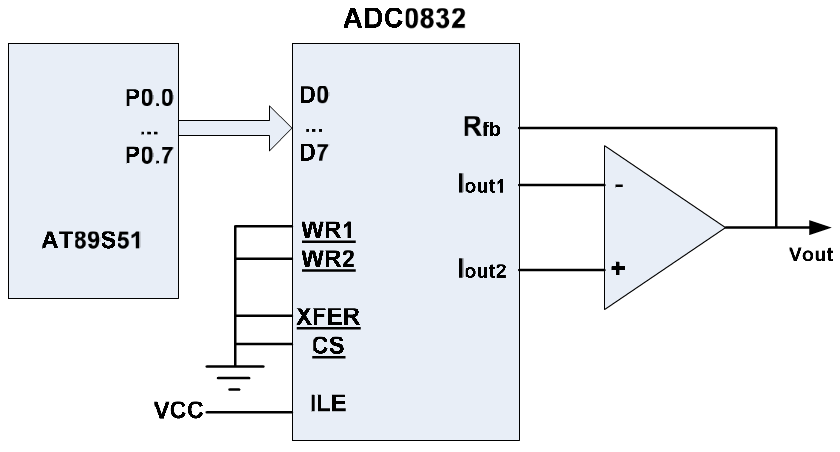 ADC0832
P0.0
...
P0.7
AT89S51
D0
...
D7
WR1
WR2
XFER
CS
ILE
VCC
Rfb
Iout1
Iout2
-
+
Vout